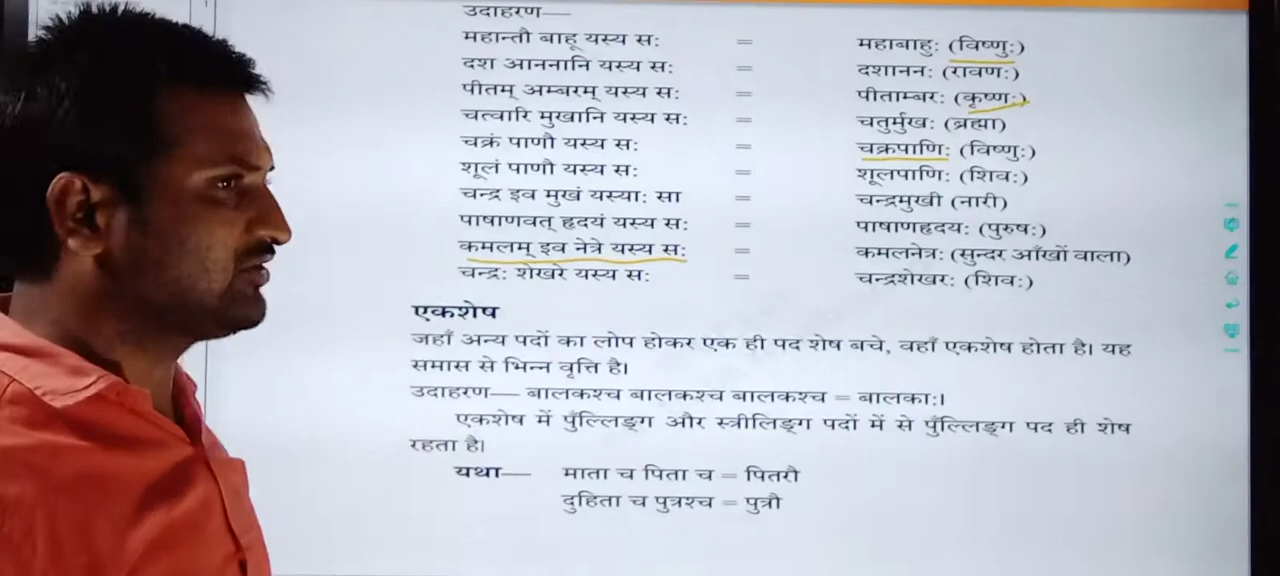 उदाहरण—
महान्तौ बाहू यस्य सः = महाबाहुः (विष्णुः)
दश आननानि यस्य सः = दशाननः (रावणः)
पीतम् अम्बरम् यस्य सः = पीताम्बरः (कृष्णः)
चत्वारि मुखानि यस्य सः = चतुर्मुखः (ब्रह्मा)
चक्रं पाणौ यस्य सः = चक्रपाणिः (विष्णुः)
शूलं पाणौ यस्य सः = शूलपाणिः (शिवः)
चन्द्र इव मुखं यस्याः सा = चन्द्रमुखी (नारी)
पाषाणवत् हृदयं यस्य सः = पाषाणहृदयः (पुरुषः)
कमलम् इव नेत्रे यस्य सः = कमलनेत्रः (सुन्दर आँखों वाला)
चन्द्रः शेखरे यस्य सः = चन्द्रशेखरः (शिवः)
एकशेष
जहाँ अन्य पदों का लोप होकर एक ही पद शेष बचे, वहाँ एकशेष होता है। यह
समास से भिन्न वृत्ति है।
उदाहरण— बालकश्च बालकश्च बालकश्च = बालकाः।
एकशेष में पुँल्लिङ्ग और स्त्रीलिङ्ग पदों में से पुँल्लिङ्ग पद ही शेष
रहता है।
यथा— माता च पिता च = पितरौ
दुहिता च पुत्रश्च = पुत्रौ